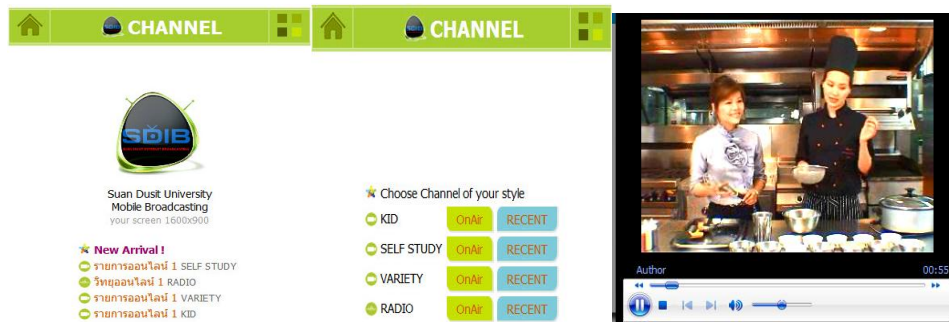 CHANNEL
SDIB
Suan Dusit University
Mobile Broadcasting
your screen 1600x900
New Arrival !
รายการออนไลน์ 1 SELF STUDY
วิทยุออนไลน์ 1 RADIO
รายการออนไลน์ 1 VARIETY
รายการออนไลน์ 1 KID
CHANNEL
Choose Channel of your style
KID OnAir RECENT
SELF STUDY OnAir RECENT
VARIETY OnAir RECENT
RADIO OnAir RECENT
Author 00:55